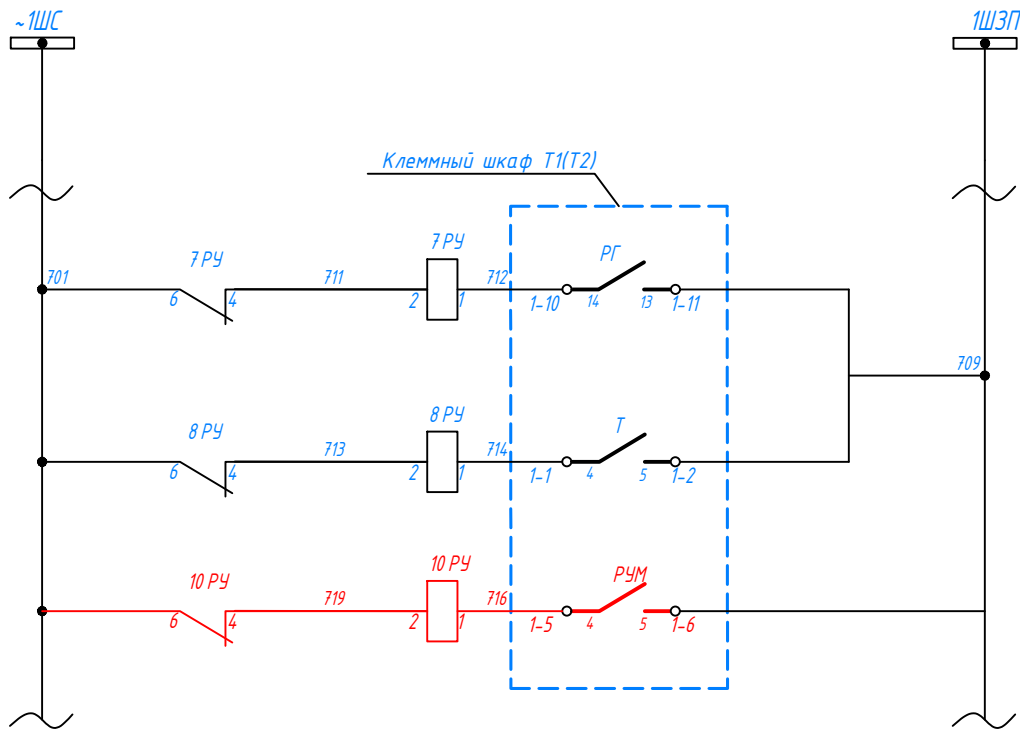 ~1ШС
1ШЗП
Клеммный шкаф Т1(Т2)
701
7 РУ
6
4
711
7 РУ
2
1
712
1-10
РГ
14
13
1-11
709
8 РУ
6
4
713
8 РУ
2
1
714
1-1
Т
4
5
1-2
10 РУ
6
4
719
10 РУ
2
1
716
1-5
РУМ
4
5
1-6